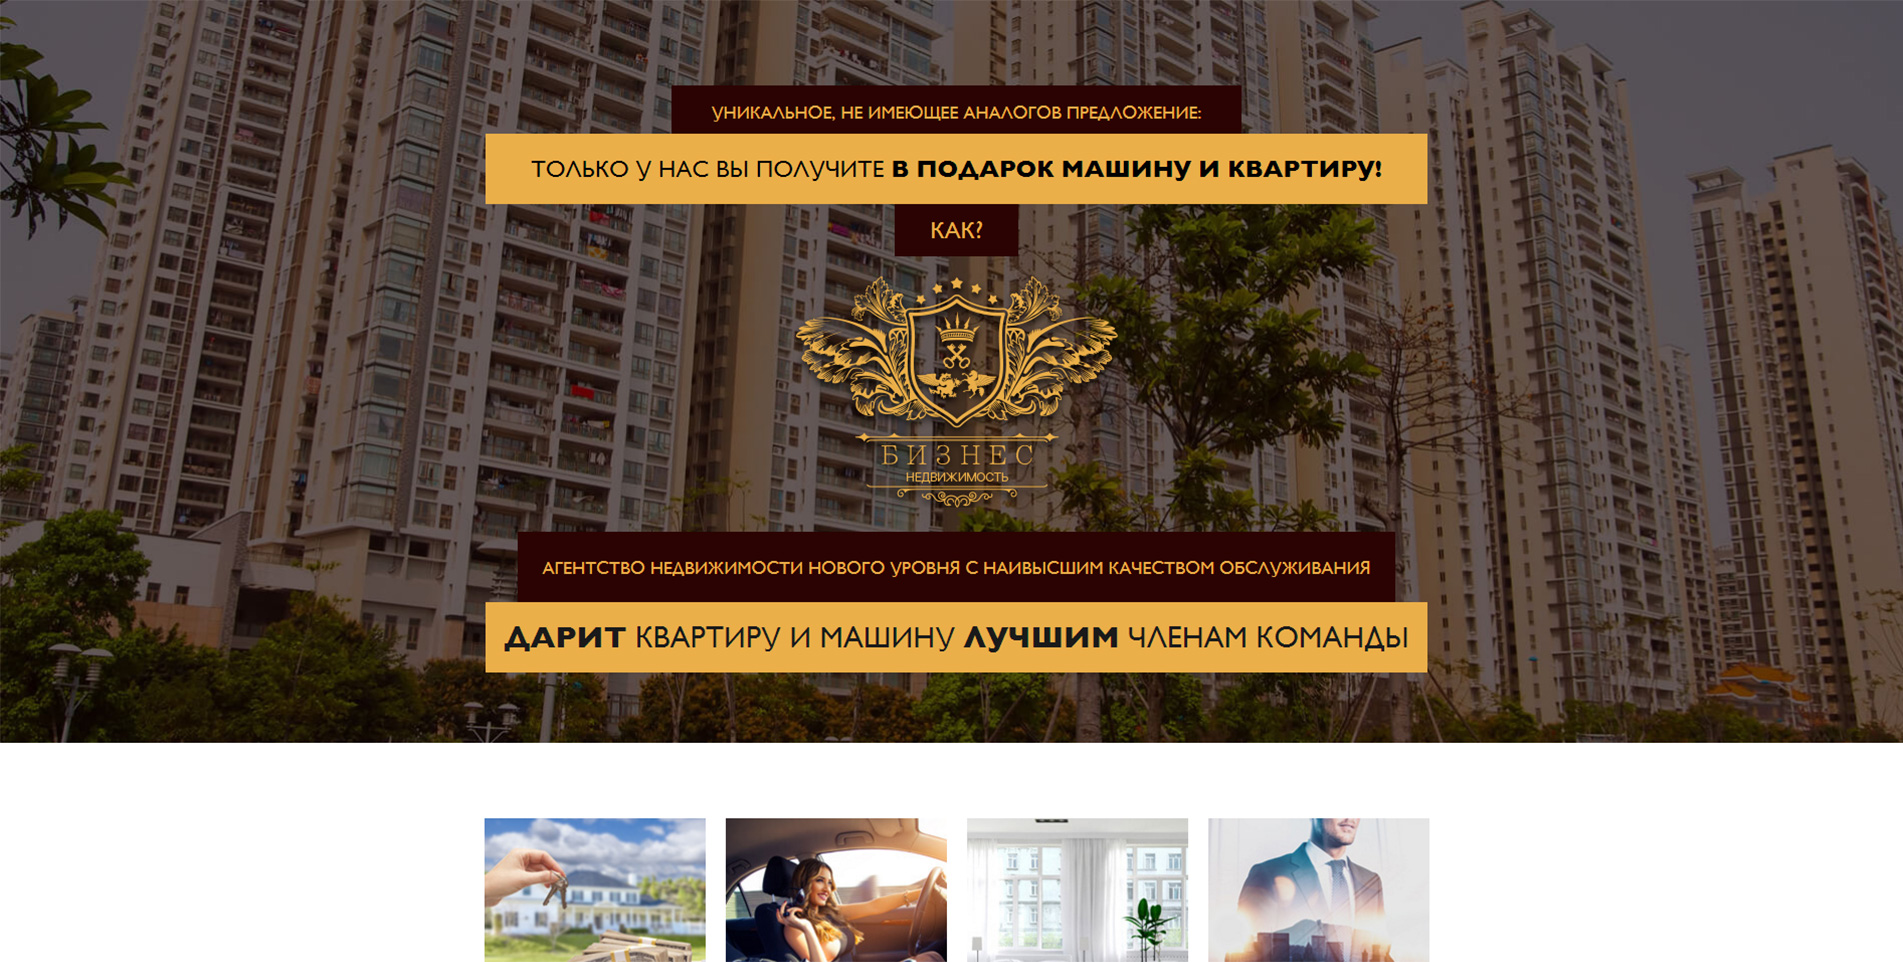 УНИКАЛЬНОЕ, НЕ ИМЕЮЩЕЕ АНАЛОГОВ ПРЕДЛОЖЕНИЕ:
ТОЛЬКО У НАС ВЫ ПОЛУЧИТЕ В ПОДАРОК МАШИНУ И КВАРТИРУ!
КАК?
БИЗНЕС
НЕДВИЖИМОСТЬ
АГЕНТСТВО НЕДВИЖИМОСТИ НОВОГО УРОВНЯ С НАИВЫСШИМ КАЧЕСТВОМ ОБСЛУЖИВАНИЯ
ДАРИТ КВАРТИРУ И МАШИНУ ЛУЧШИМ ЧЛЕНАМ КОМАНДЫ